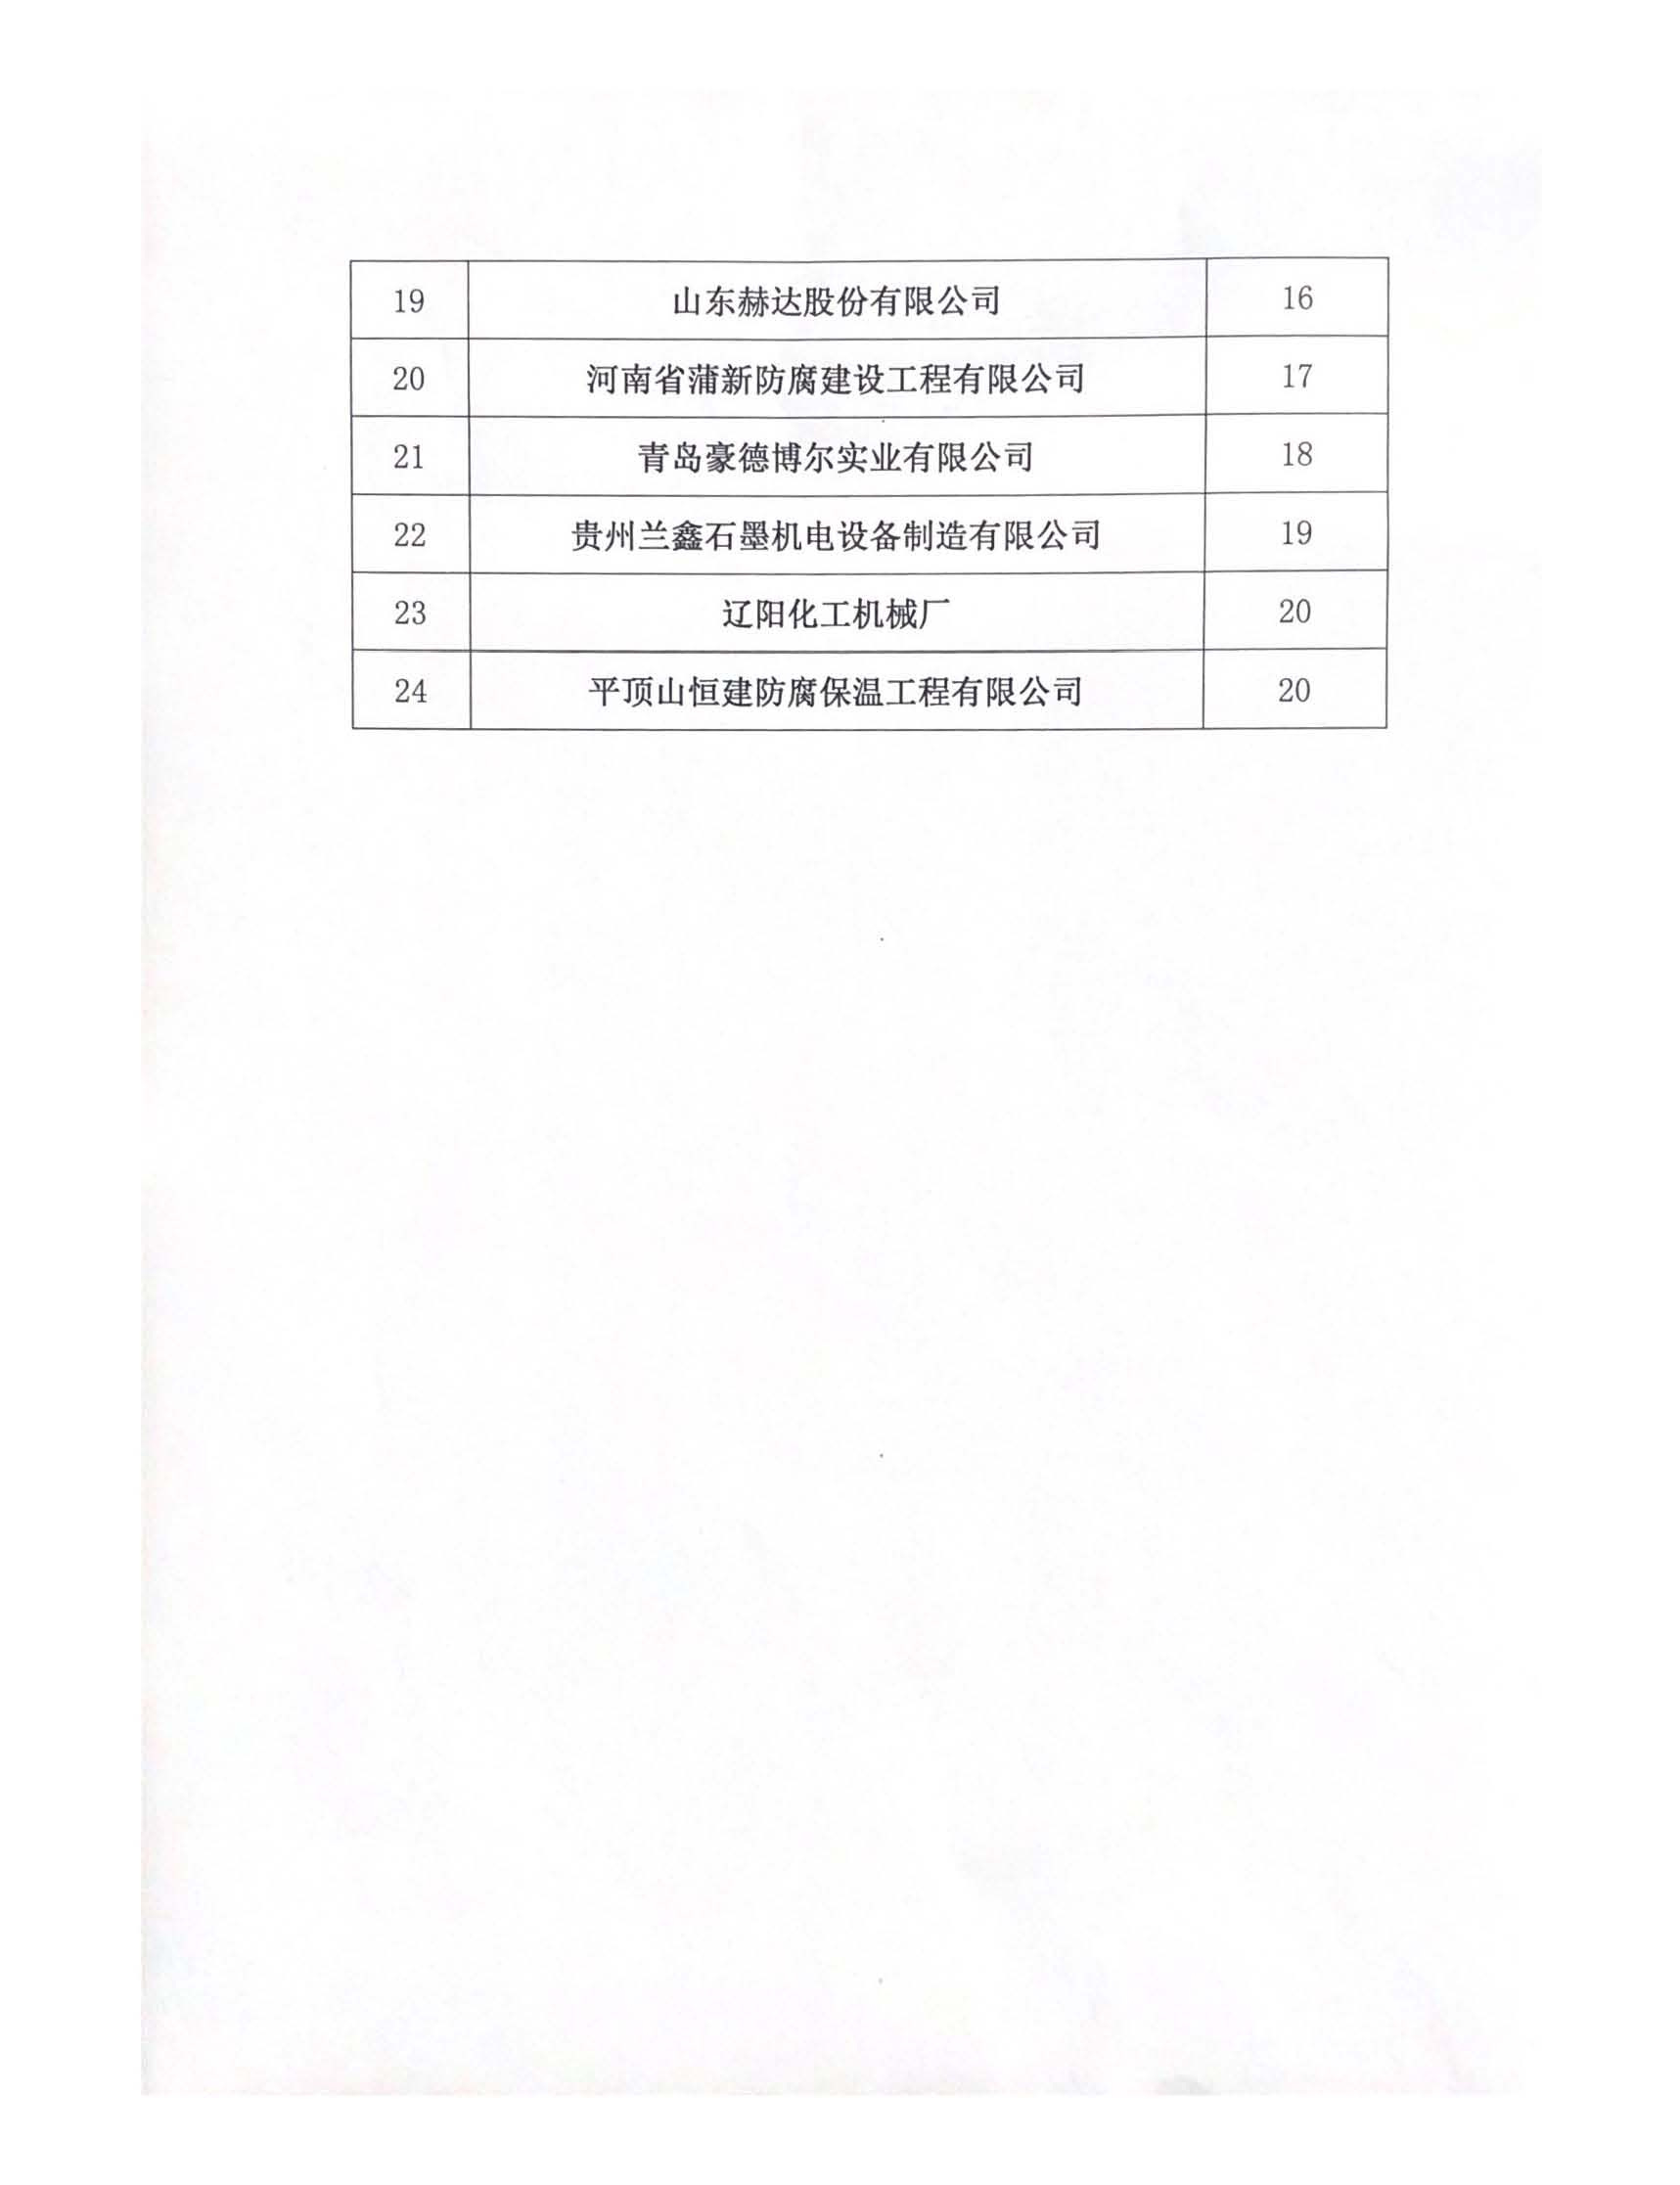 19 山东赫达股份有限公司 16
20 河南省蒲新防腐建设工程有限公司 17
21 青岛豪德博尔实业有限公司 18
22 贵州兰鑫石墨机电设备制造有限公司 19
23 辽阳化工机械厂 20
24 平顶山恒建防腐保温工程有限公司 20